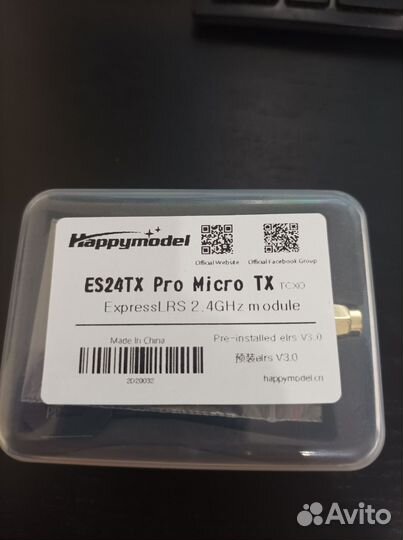 Happymodel
Official Website
Official Facebook Group
ES24TX Pro Micro TX TCXO
ExpressLRS 2.4GHz module
Made In China
Pre-installed elrs V3.0
预装elrs V3.0
2D20032
happymodel.cn
Avito